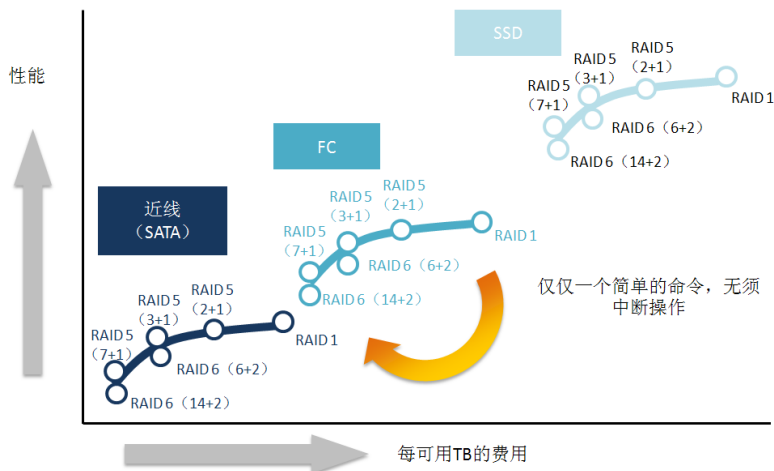 SSD
RAID 5
(3+1)
RAID 5
(2+1)
RAID 5
（7+1）
RAID 1
RAID 6（6+2）
RAID 6（14+2）
性能
FC
RAID 5
（3+1）
RAID 5
（2+1）
RAID 5
（7+1）
RAID 1
RAID 6（6+2）
RAID 6（14+2）
近线
（SATA）
RAID 5
（3+1）
RAID 5
（2+1）
RAID 5
（7+1）
RAID 1
RAID 6（6+2）
RAID 6（14+2）
仅仅一个简单的命令，无须
中断操作
每可用TB的费用